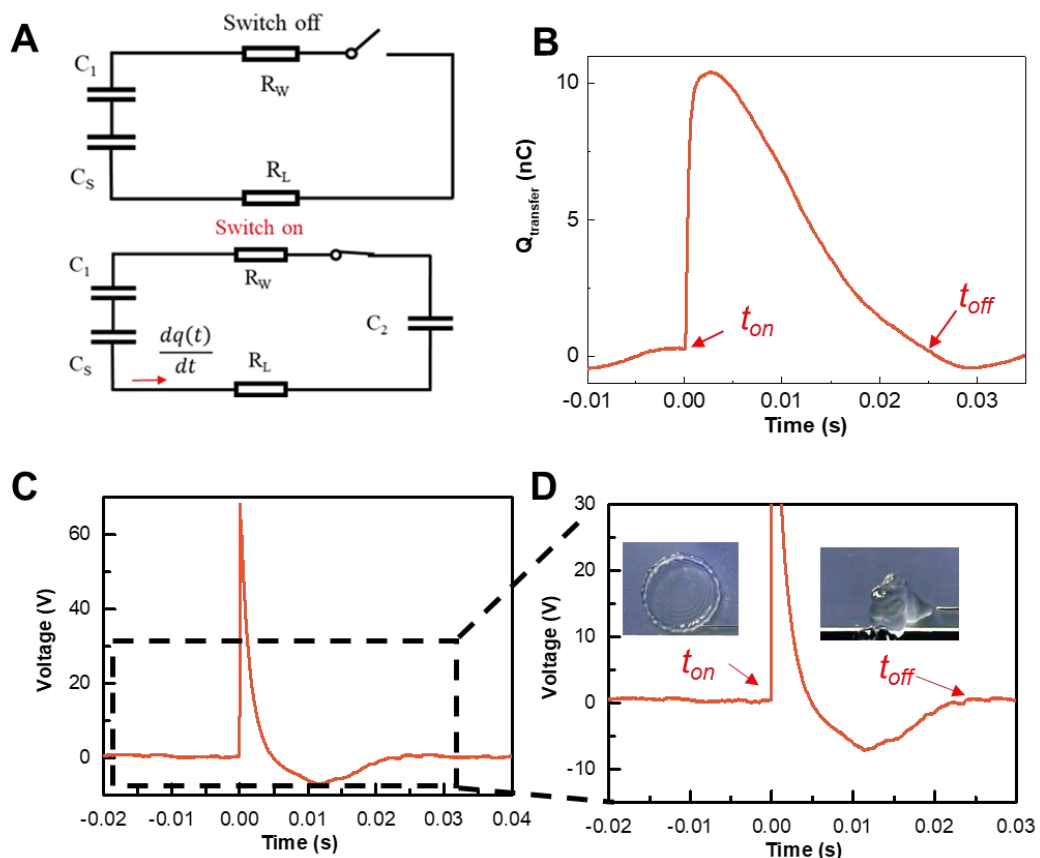 A
Switch off
C1
RW
CS
RL
Switch on
C1
RW
C2
dq(t)
dt
CS
RL
B
Qtransfer (nC)
10
5
0
ton
toff
-0.01 0.00 0.01 0.02 0.03
Time (s)
C
Voltage (V)
60
40
20
0
-0.02 -0.01 0.00 0.01 0.02 0.03 0.04
Time (s)
D
Voltage (V)
30
20
10
0
-10
ton
toff
-0.02 -0.01 0.00 0.01 0.02 0.03
Time (s)